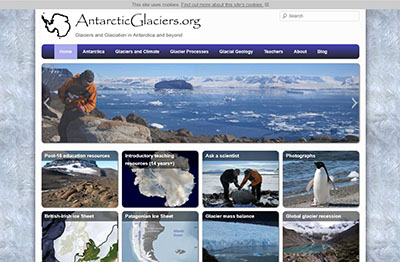 This site uses cookies. Find out more about this site's cookies.
AntarcticGlaciers.org
Glaciers and Glaciation in Antarctica and beyond
Search
Home Antarctica Glaciers and Climate Glacier Processes Glacial Geology Teachers About Blog
Post-16 education resources
Introductory teaching resources (14 years+)
Ask a scientist
Photographs
British-Irish Ice Sheet
Patagonian Ice Sheet
Glacier mass balance
Global glacier recession